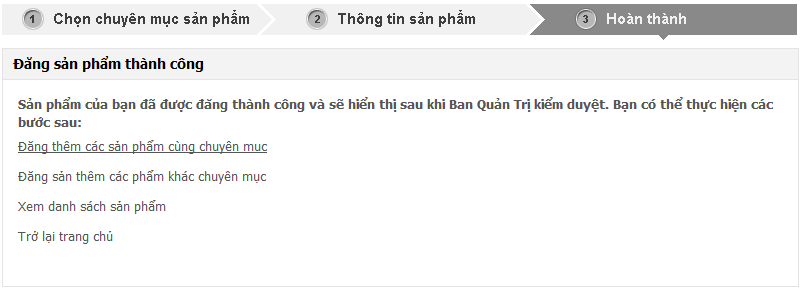 1 Chọn chuyên mục sản phẩm 2 Thông tin sản phẩm 3 Hoàn thành
Đăng sản phẩm thành công
Sản phẩm của bạn đã được đăng thành công và sẽ hiển thị sau khi Ban Quản Trị kiểm duyệt. Bạn có thể thực hiện các
bước sau:
Đăng thêm các sản phẩm cùng chuyên mục
Đăng sản thêm các phẩm khác chuyên mục
Xem danh sách sản phẩm
Trở lại trang chủ